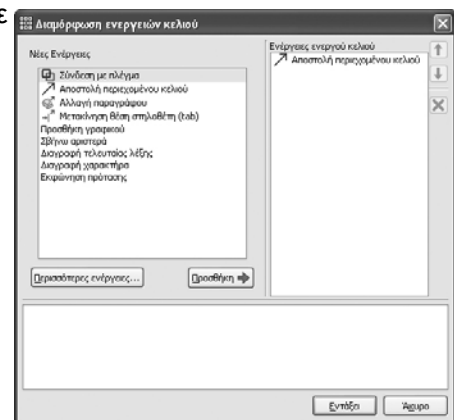 ε
Διαμόρφωση ενεργειών κελιού
Νέες Ενέργειες
Σύνδεση με πλέγμα
Αποστολή περιεχομένου κελιού
Αλλαγή παραγράφου
Μετακίνηση θέση στηλοθέτη (tab)
Προσθήκη γραφικού
Σβήνω αριστερά
Διαγραφή τελευταίας λέξης
Διαγραφή χαρακτήρα
Εκφώνηση πρότασης
Περισσότερες ενέργειες...
Προσθήκη
Ενέργειες ενεργού κελιού
Αποστολή περιεχομένου κελιού
Εντάξει
Άκυρο